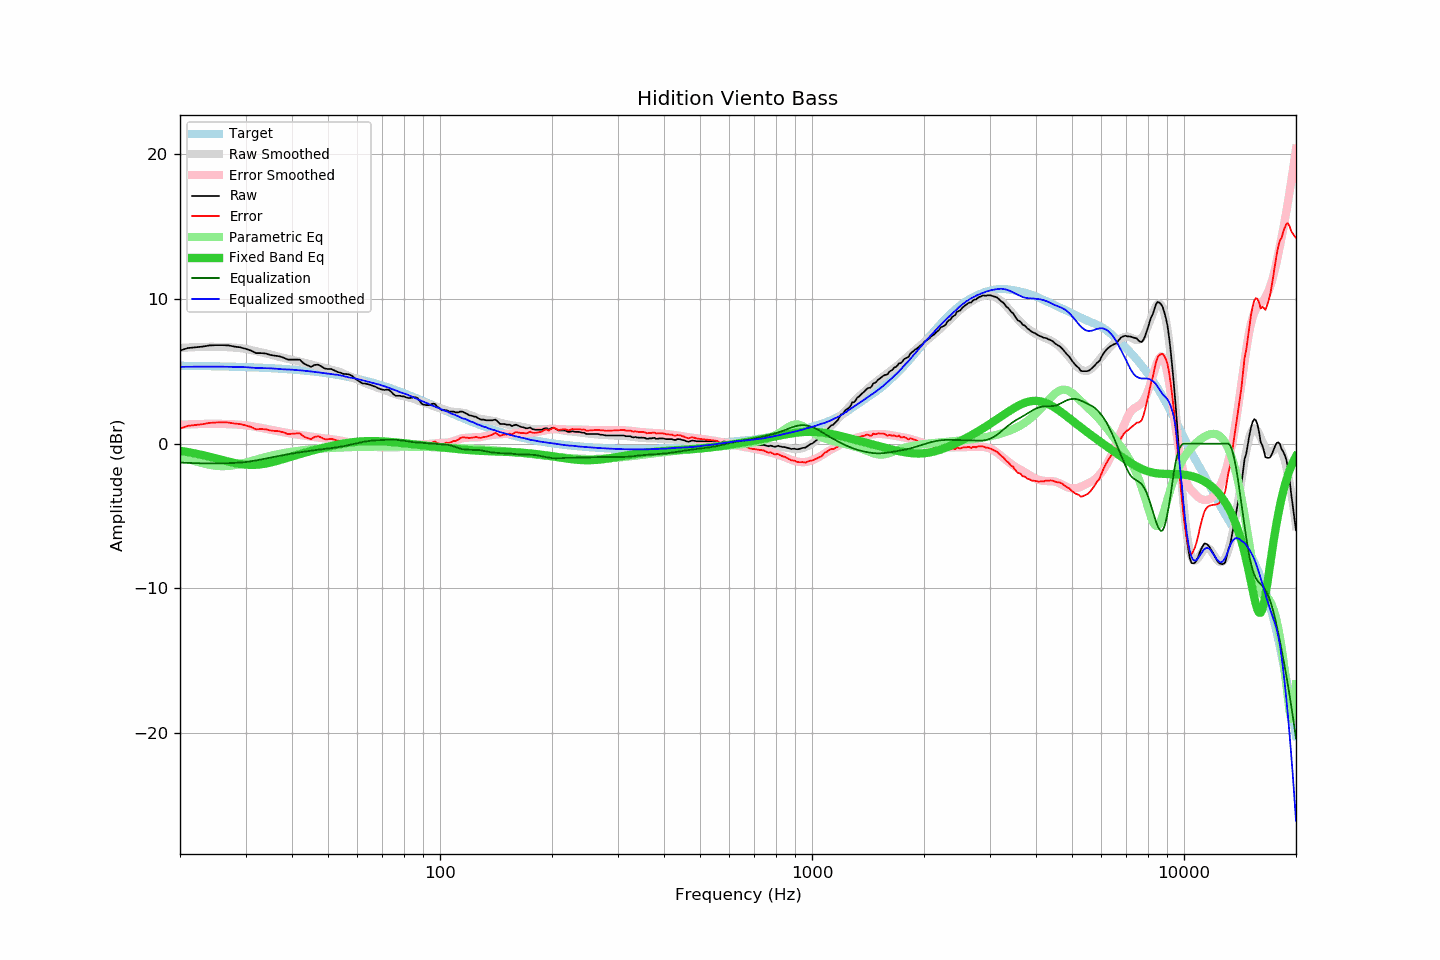 Hidition Viento Bass
Target
Raw Smoothed
Error Smoothed
Raw
Error
Parametric Eq
Fixed Band Eq
Equalization
Equalized smoothed
20
10
0
−10
−20
Amplitude (dBr)
100
1000
10000
Frequency (Hz)